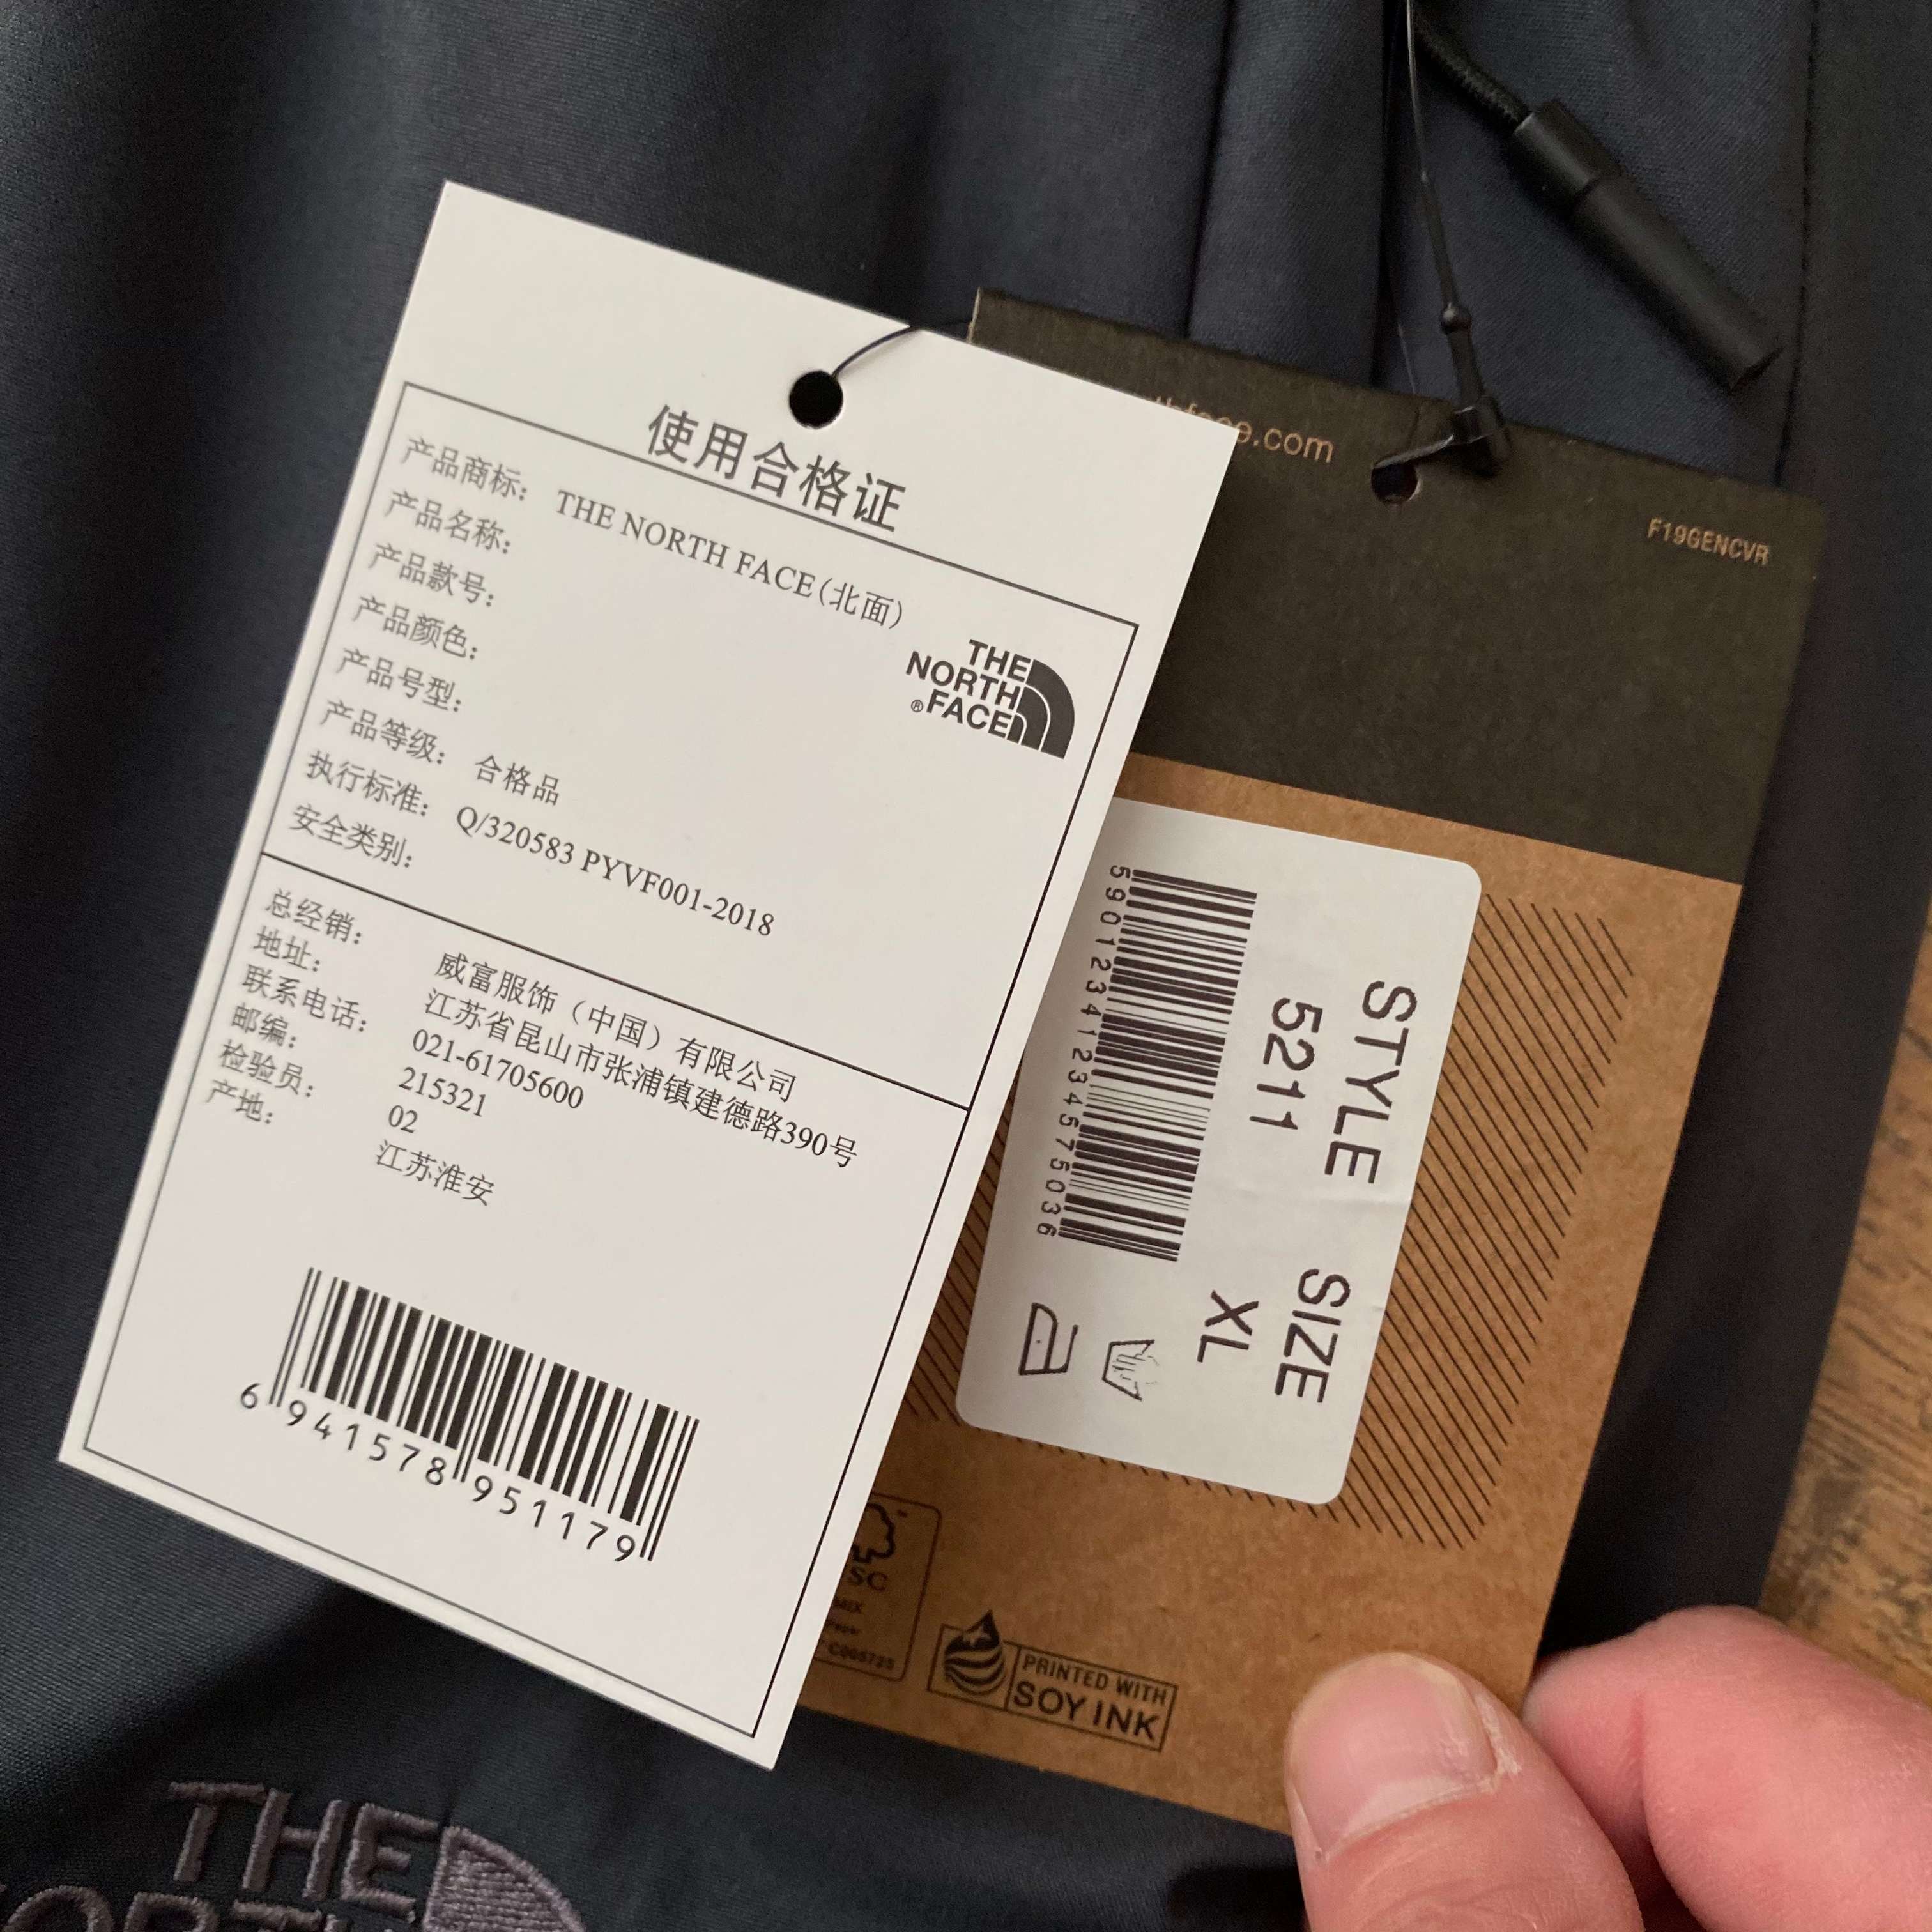 使用合格证
产品商标: THE NORTH FACE(北面)
产品名称:
产品款号:
产品颜色:
产品号型:
产品等级: 合格品
执行标准: Q/320583 PYVF001-2018
安全类别:
THE
NORTH
®FACE
总经销: 威富服饰（中国）有限公司
地址: 江苏省昆山市张浦镇建德路390号
联系电话: 021-61705600
邮编: 215321
检验员: 02
产地: 江苏淮安
6 941578 951179
.com
F19GENCVR
STYLE SIZE
5211 XL
59012341234575036
SC
C005725
PRINTED WITH
SOY INK
THE